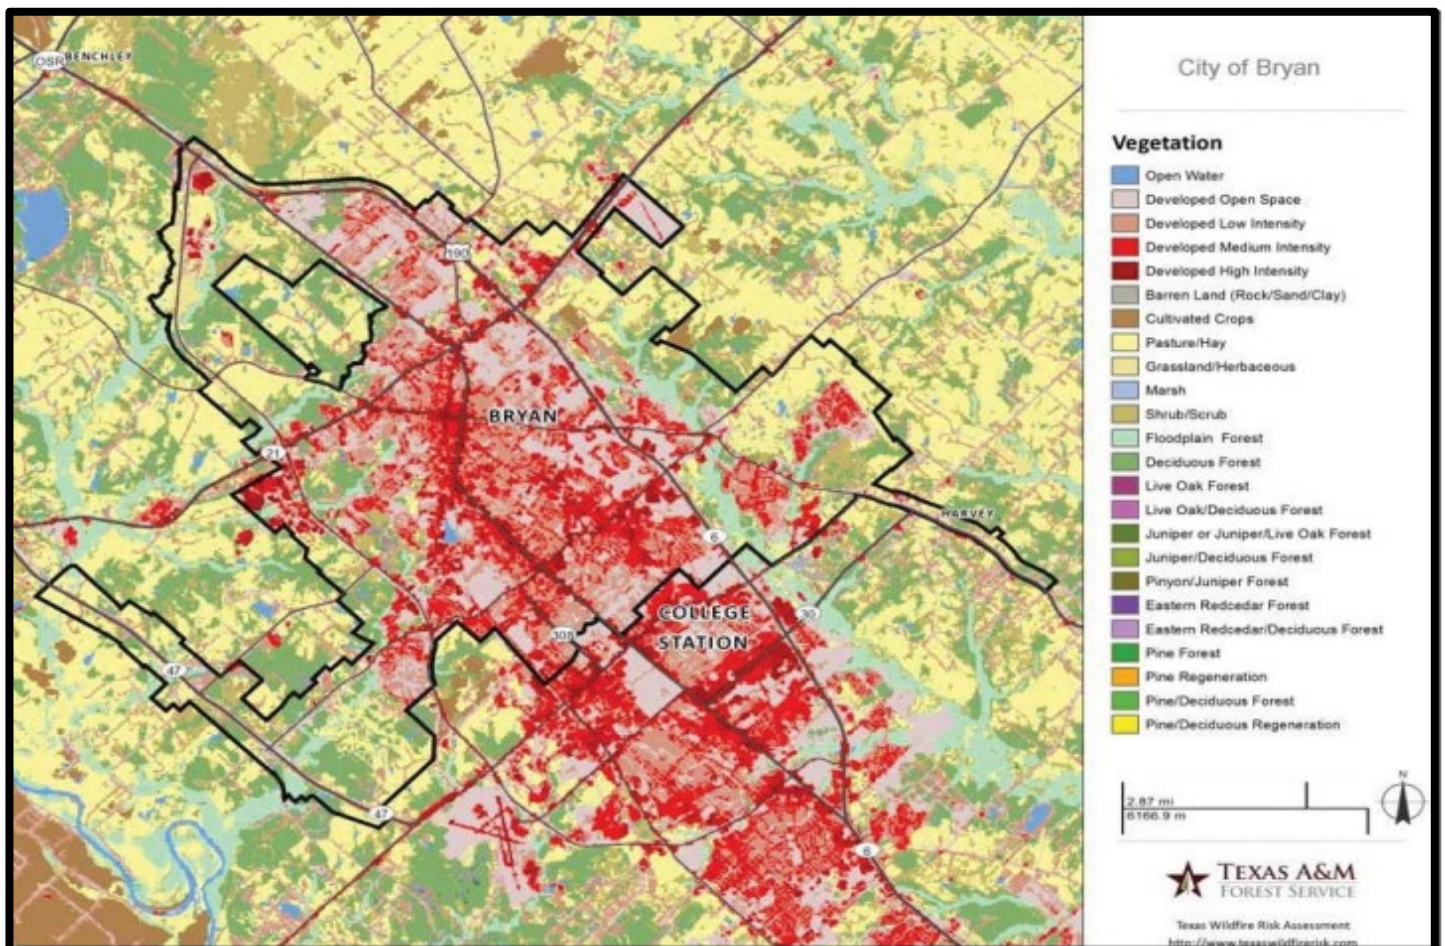 OSR BENCHLEY
190
BRYAN
21
HARVEY
6
COLLEGE
STATION
30
308
47
47
6
City of Bryan
Vegetation
Open Water
Developed Open Space
Developed Low Intensity
Developed Medium Intensity
Developed High Intensity
Barren Land (Rock/Sand/Clay)
Cultivated Crops
Pasture/Hay
Grassland/Herbaceous
Marsh
Shrub/Scrub
Floodplain Forest
Deciduous Forest
Live Oak Forest
Live Oak/Deciduous Forest
Juniper or Juniper/Live Oak Forest
Juniper/Deciduous Forest
Pinyon/Juniper Forest
Eastern Redcedar Forest
Eastern Redcedar/Deciduous Forest
Pine Forest
Pine Regeneration
Pine/Deciduous Forest
Pine/Deciduous Regeneration
N
2.87 mi
6166.9 m
TEXAS A&M
FOREST SERVICE
Texas Wildfire Risk Assessment
http://www.texaswildfirerisk.com